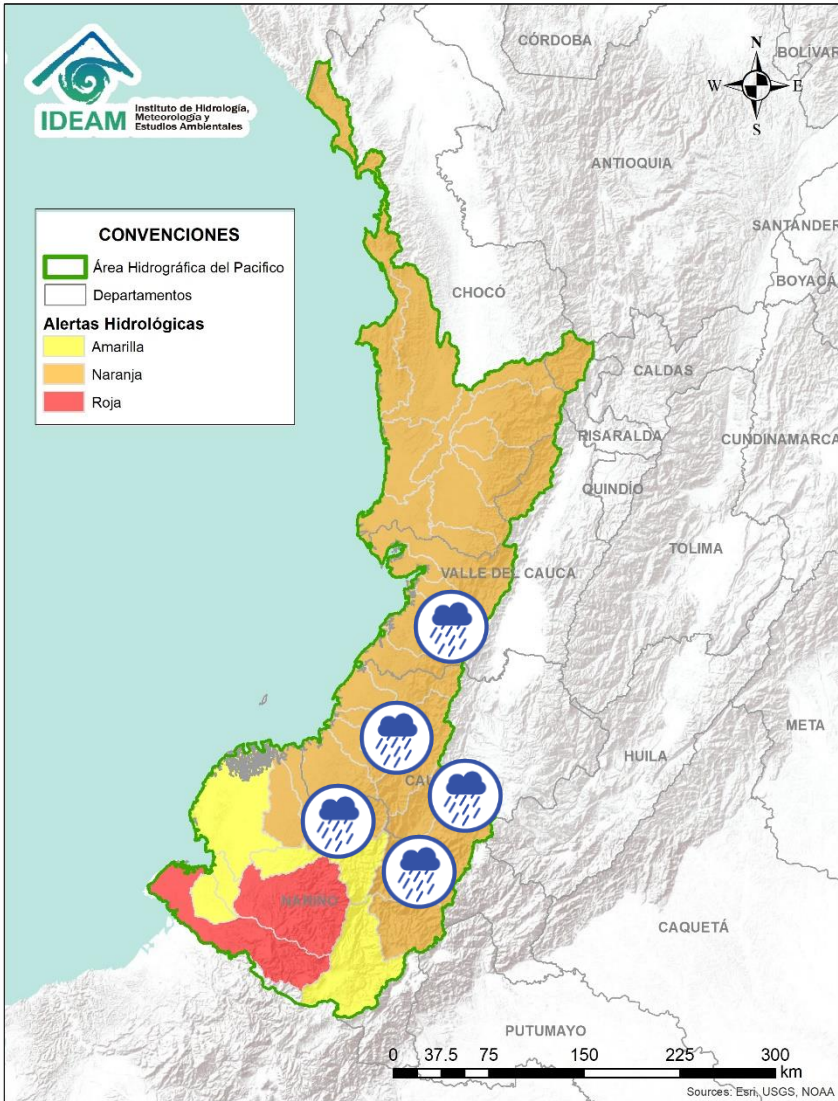 IDEAM
Instituto de Hidrología,
Meteorología y
Estudios Ambientales
N
W
E
S
CÓRDOBA
BOLÍVAR
ANTIOQUIA
SANTANDER
BOYACÁ
CONVENCIONES
Área Hidrográfica del Pacifico
Departamentos
Alertas Hidrológicas
Amarilla
Naranja
Roja
CHOCÓ
CALDAS
RISARALDA
CUNDINAMARCA
QUINDÍO
TOLIMA
VALLE DEL CAUCA
META
HUILA
CAU
NARIÑO
CAQUETÁ
PUTUMAYO
0 37.5 75 150 225 300
km
Sources: Esri, USGS, NOAA